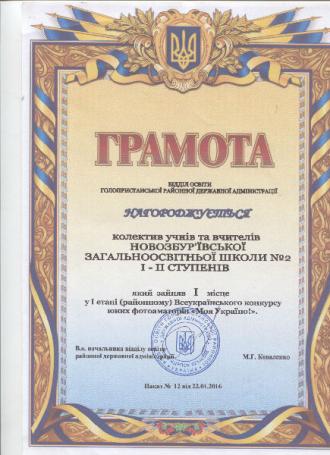 ГРАМОТА
ВІДДІЛ ОСВІТИ
ГОЛОПРИСТАНСЬКОЇ РАЙОННОЇ ДЕРЖАВНОЇ АДМІНІСТРАЦІЇ
НАГОРОДЖУЄТЬСЯ
колектив учнів та вчителів
НОВОЗБУР'ЇВСЬКОЇ
ЗАГАЛЬНООСВІТНЬОЇ ШКОЛИ №2
І - ІІ СТУПЕНІВ
який зайняв І місце
у І етапі (районному) Всеукраїнського конкурсу
юних фотоаматорів «Моя Україно!».
В.о. начальника відділу освіти
районної державної адміністрації
М.Г. Коваленко
Наказ № 12 від 22.01.2016